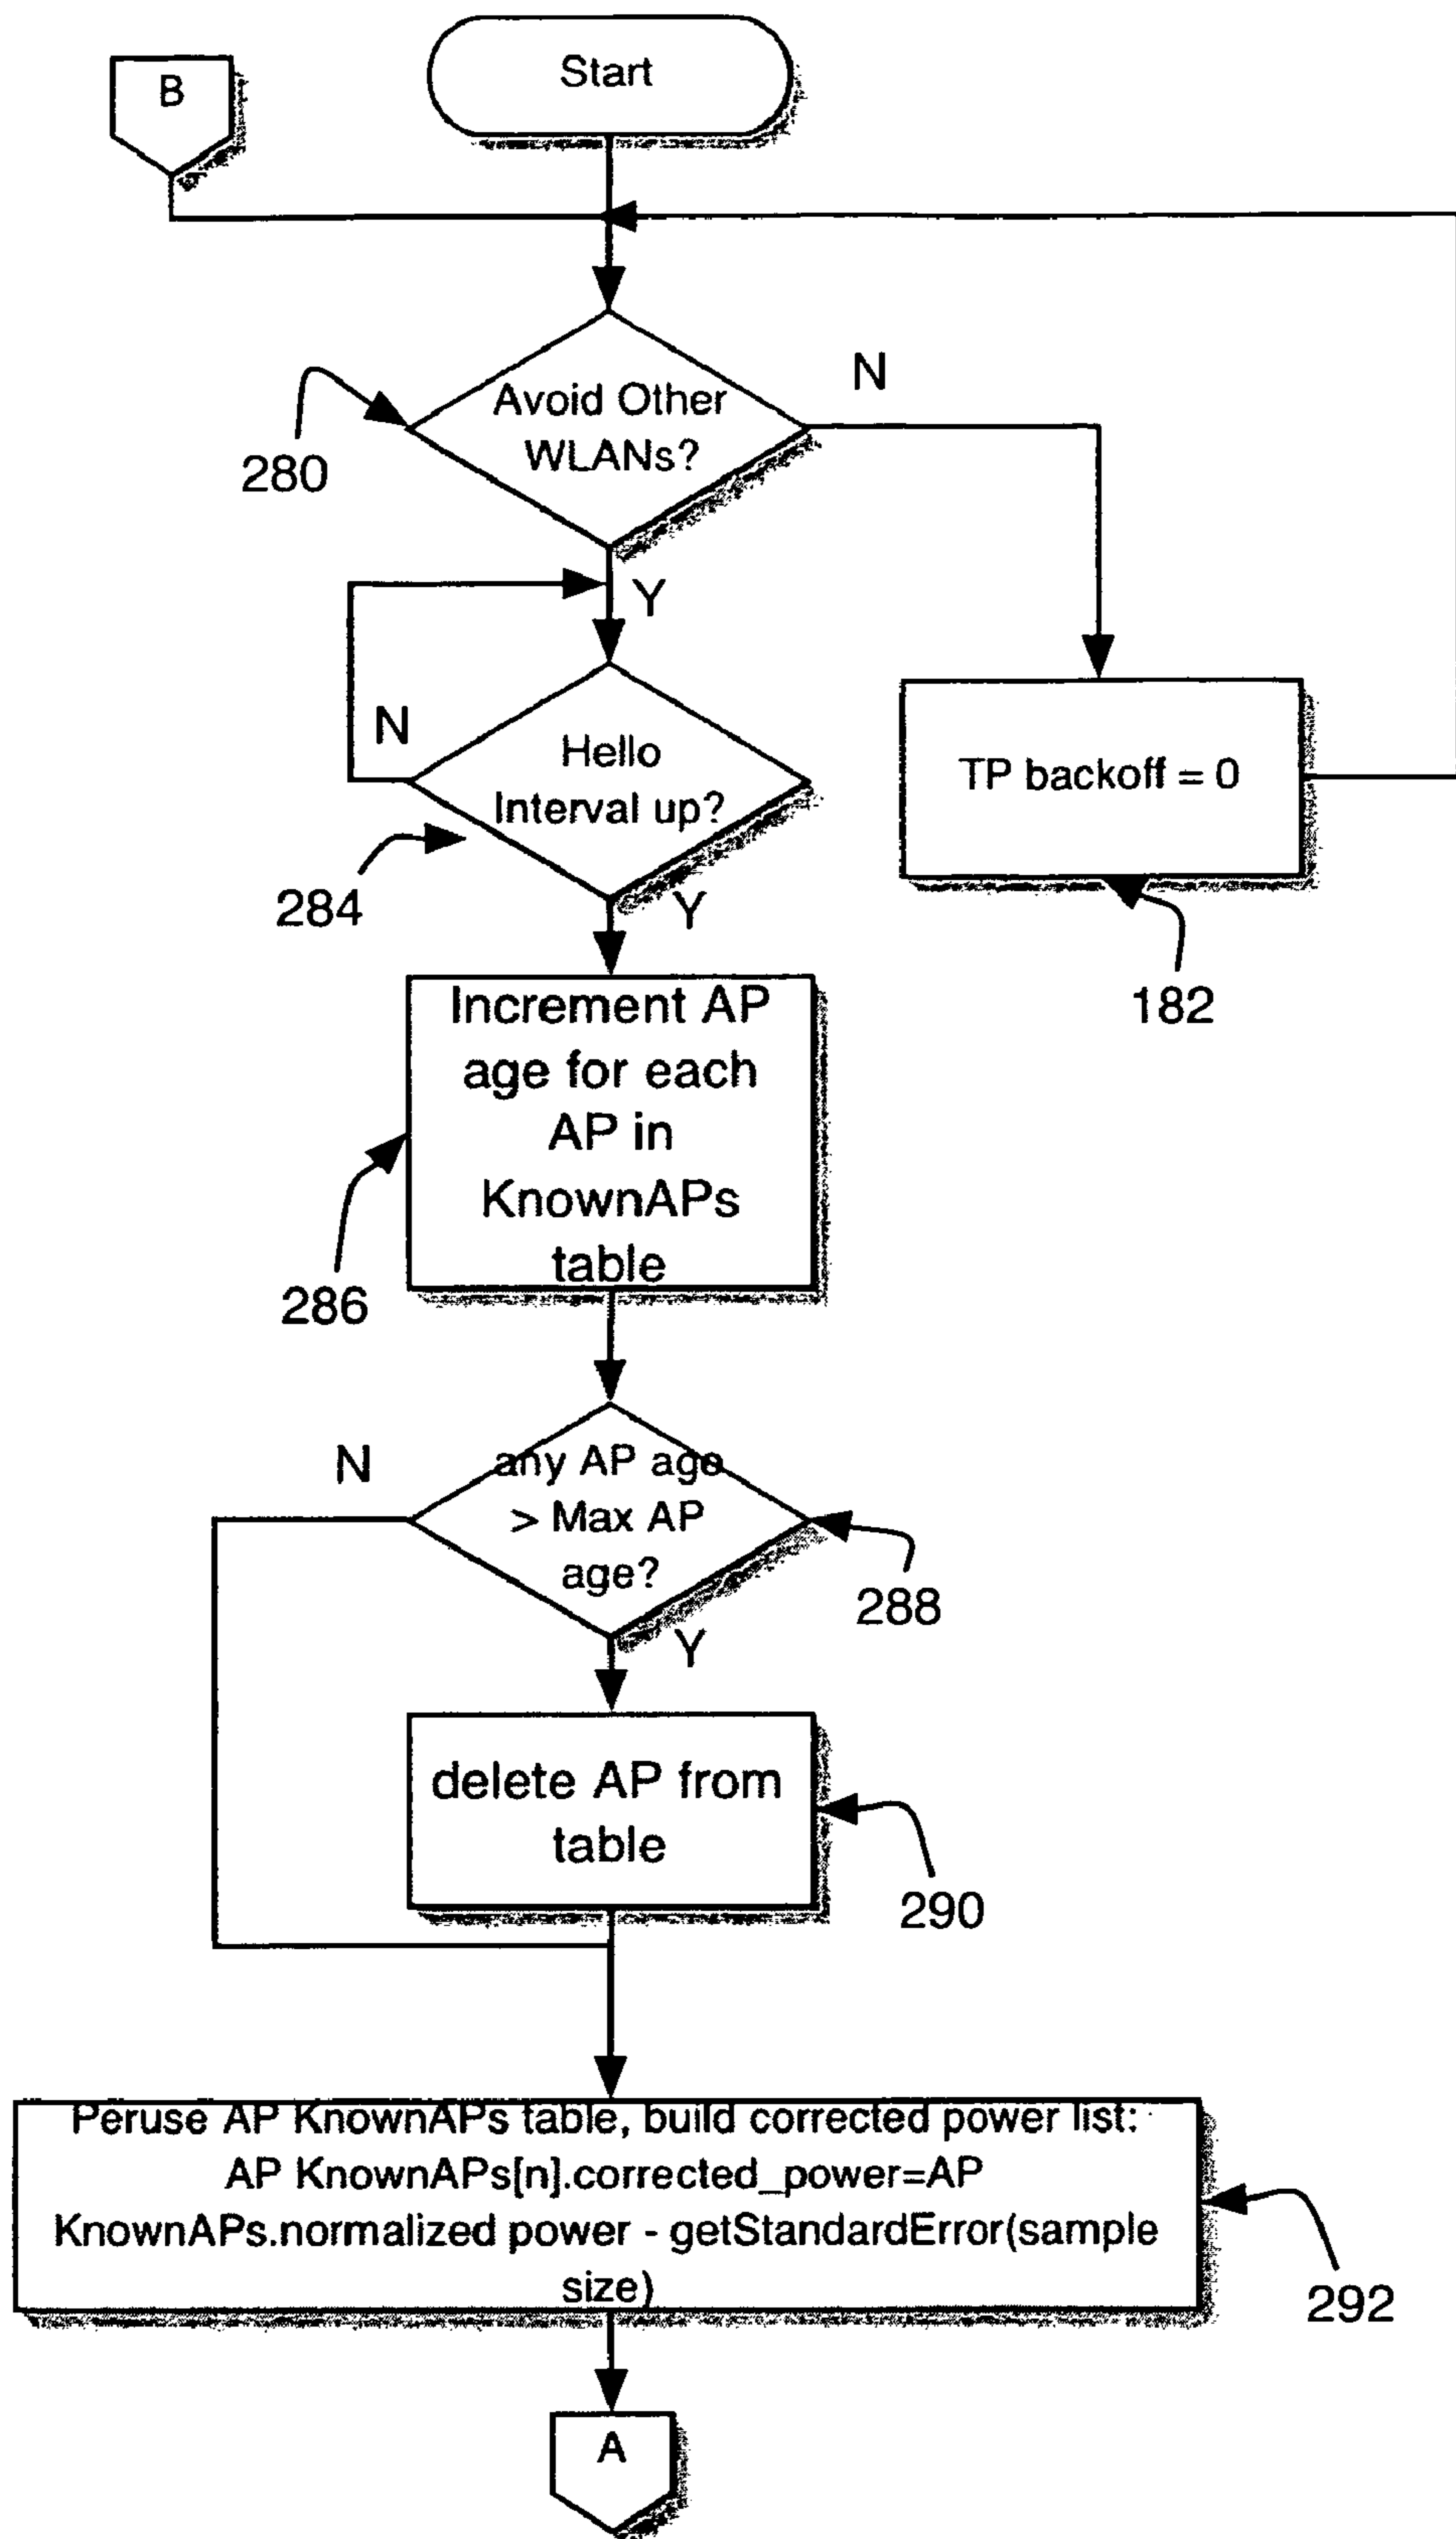 B
Start
Avoid Other
WLANs?
N
280
Y
N
Hello
Interval up?
284
Y
TP backoff = 0
182
Increment AP
age for each
AP in
KnownAPs
table
286
N
any AP age
> Max AP
age?
288
Y
delete AP from
table
290
Peruse AP KnownAPs table, build corrected power list:
AP KnownAPs[n].corrected_power=AP
KnownAPs.normalized power - getStandardError(sample
size)
292
A